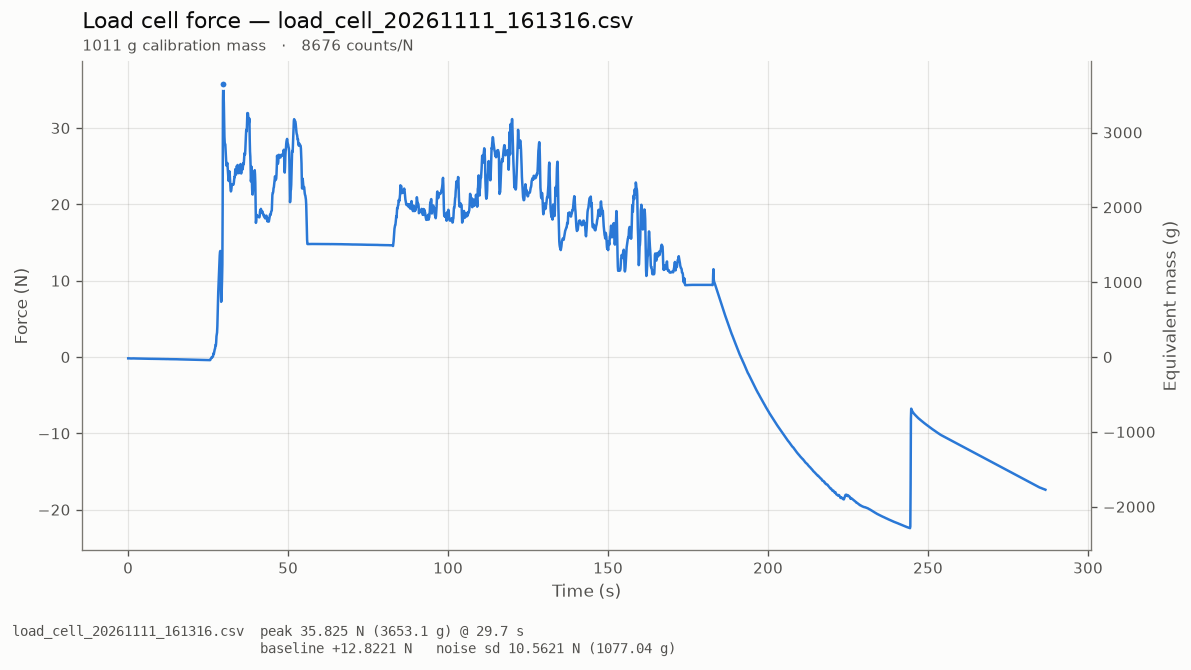 Load cell force — load_cell_20261111_161316.csv
1011 g calibration mass · 8676 counts/N
Force (N)
30
20
10
0
−10
−20
3000
2000
1000
0
−1000
−2000
Equivalent mass (g)
0 50 100 150 200 250 300
Time (s)
load_cell_20261111_161316.csv peak 35.825 N (3653.1 g) @ 29.7 s
baseline +12.8221 N noise sd 10.5621 N (1077.04 g)